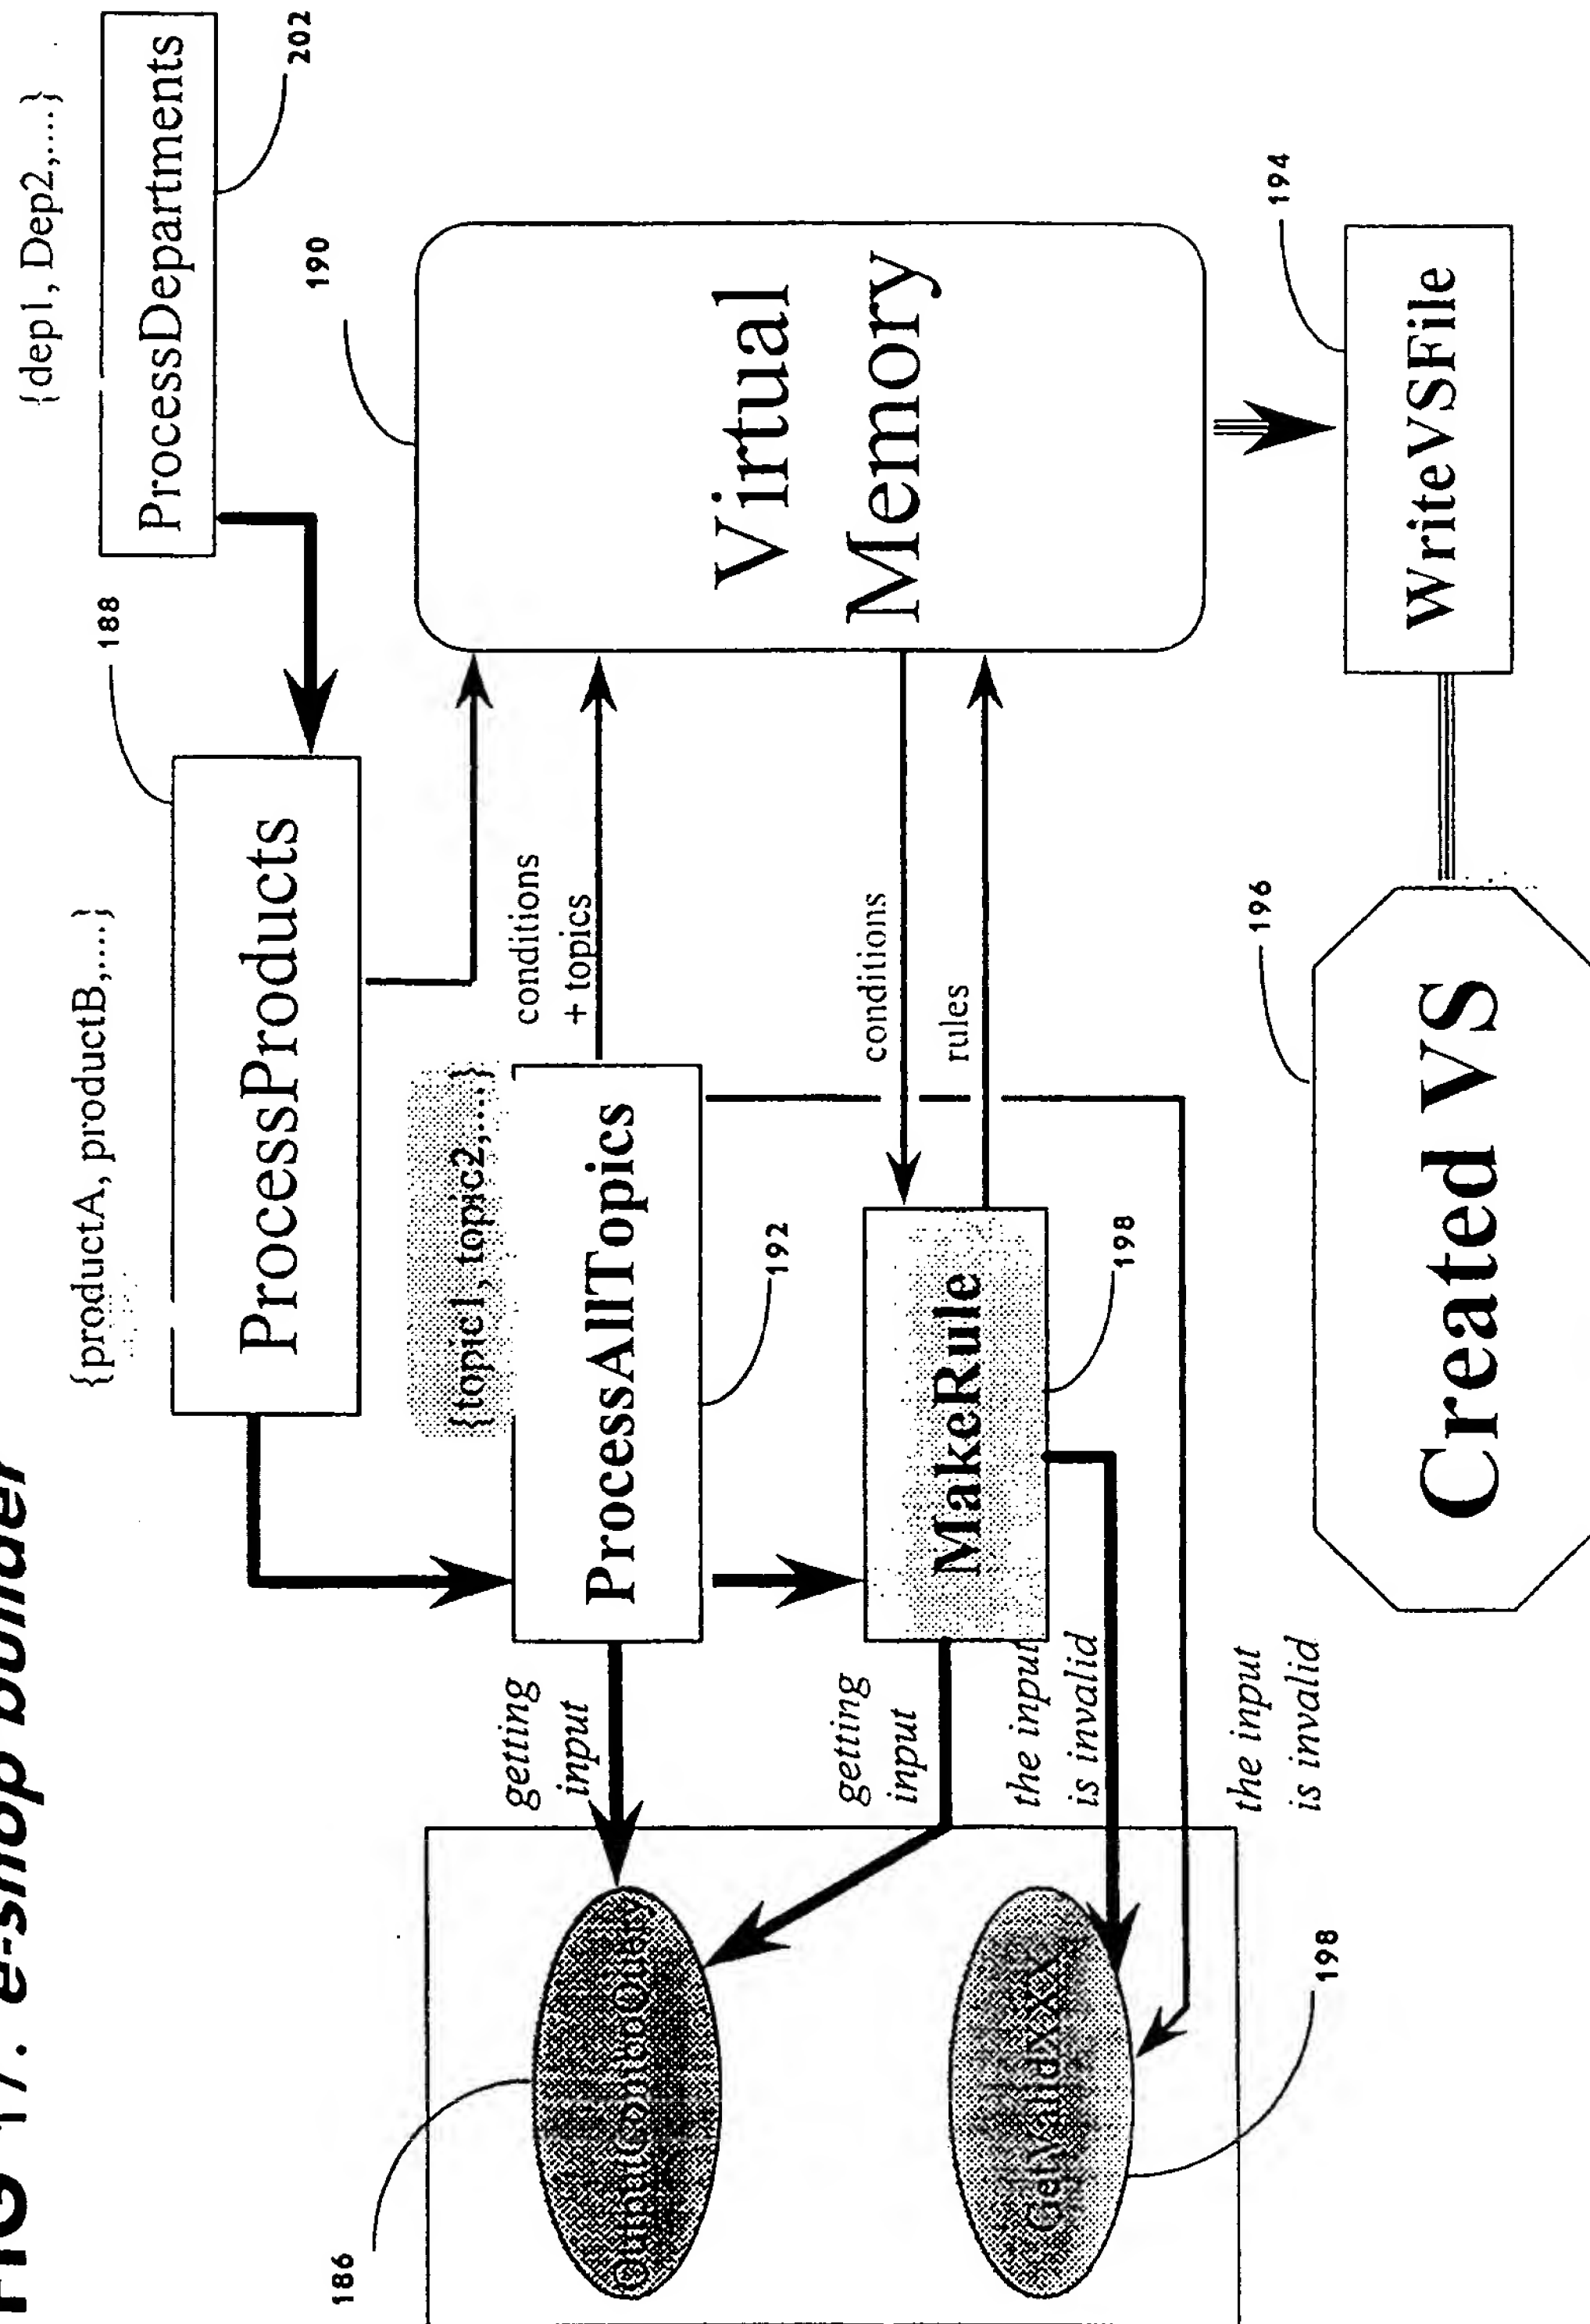 FIG 17. e-shop builder
{dep1, Dep2,....}
ProcessDepartments
202
{productA, productB,....}
188
ProcessProducts
190
Virtual
Memory
conditions
+ topics
{topic1, topic2,....}
ProcessAllTopics
192
conditions
rules
MakeRule
198
getting
input
getting
input
the input
is invalid
the input
is invalid
186
GetValidXXX
198
194
WriteVSFile
196
Created VS